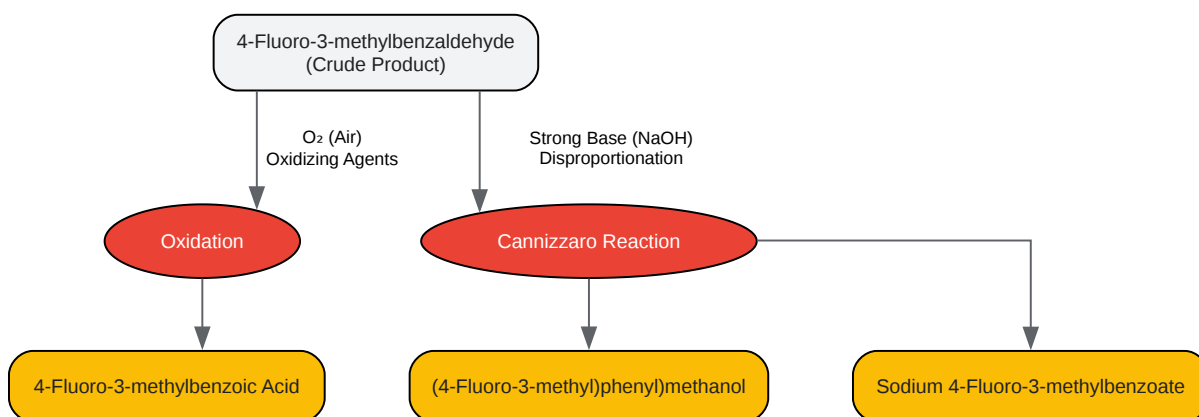 4-Fluoro-3-methylbenzaldehyde
(Crude Product)
O₂ (Air)
Oxidizing Agents
Strong Base (NaOH)
Disproportionation
Oxidation
Cannizzaro Reaction
4-Fluoro-3-methylbenzoic Acid
(4-Fluoro-3-methyl)phenyl)methanol
Sodium 4-Fluoro-3-methylbenzoate